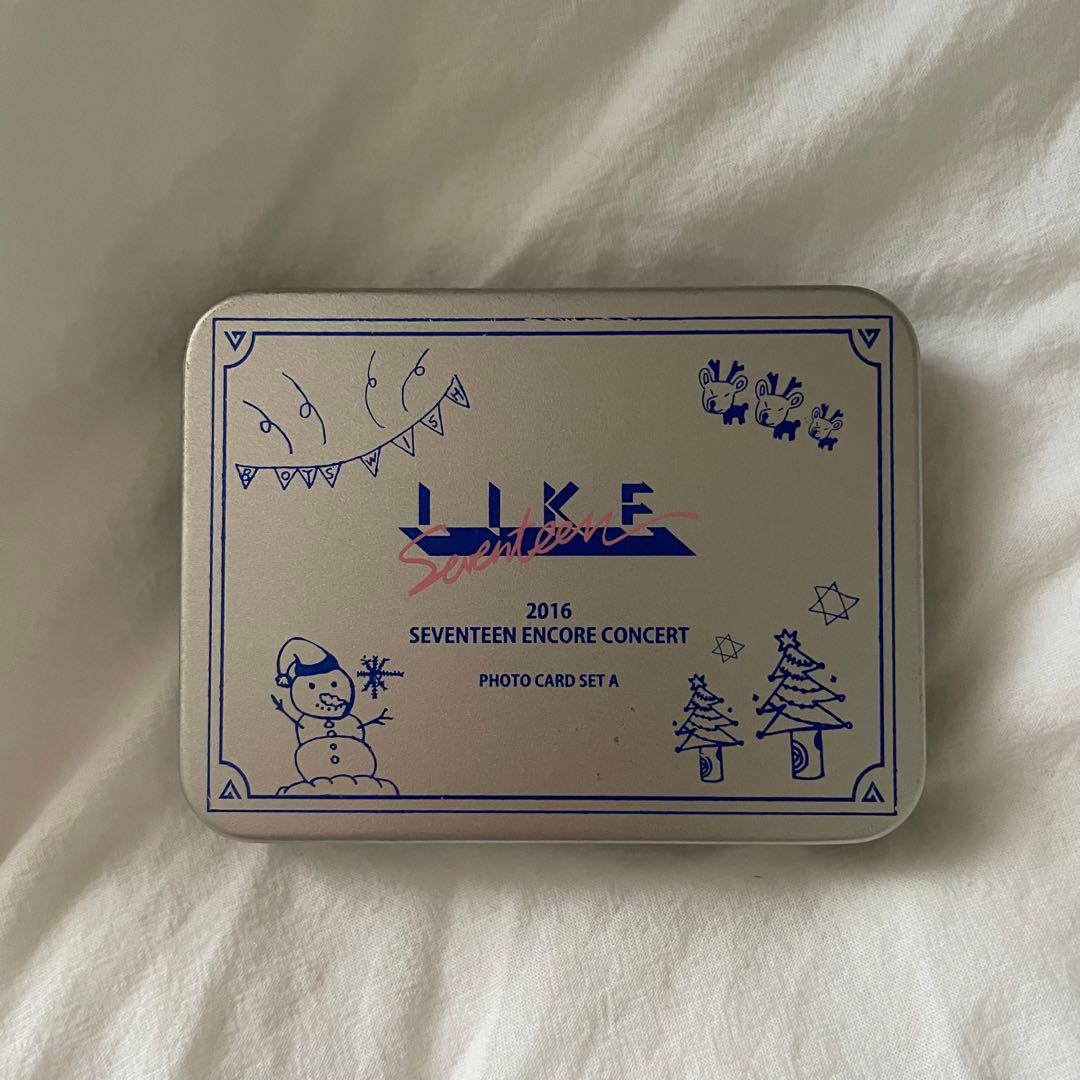 BOYS WISH
LIKE
Seventeen
2016
SEVENTEEN ENCORE CONCERT
PHOTO CARD SET A